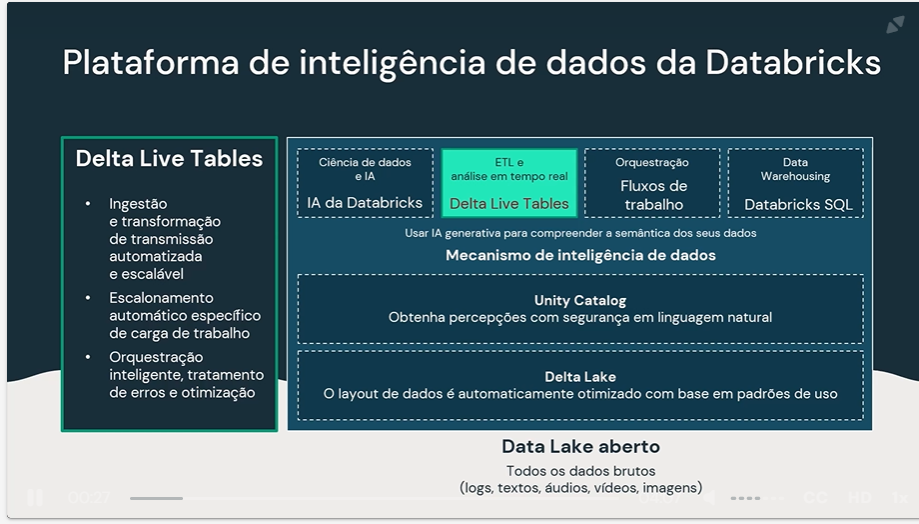 Plataforma de inteligência de dados da Databricks
Delta Live Tables
• Ingestão
e transformação
de transmissão
automatizada
e escalável
• Escalonamento
automático específico
de carga de trabalho
• Orquestração
inteligente, tratamento
de erros e otimização
Ciência de dados
e IA
IA da Databricks
ETL e
análise em tempo real
Delta Live Tables
Orquestração
Fluxos de
trabalho
Data
Warehousing
Databricks SQL
Usar IA generativa para compreender a semântica dos seus dados
Mecanismo de inteligência de dados
Unity Catalog
Obtenha percepções com segurança em linguagem natural
Delta Lake
O layout de dados é automaticamente otimizado com base em padrões de uso
Data Lake aberto
Todos os dados brutos
(logs, textos, áudios, vídeos, imagens)
00:27
CC HD 1x